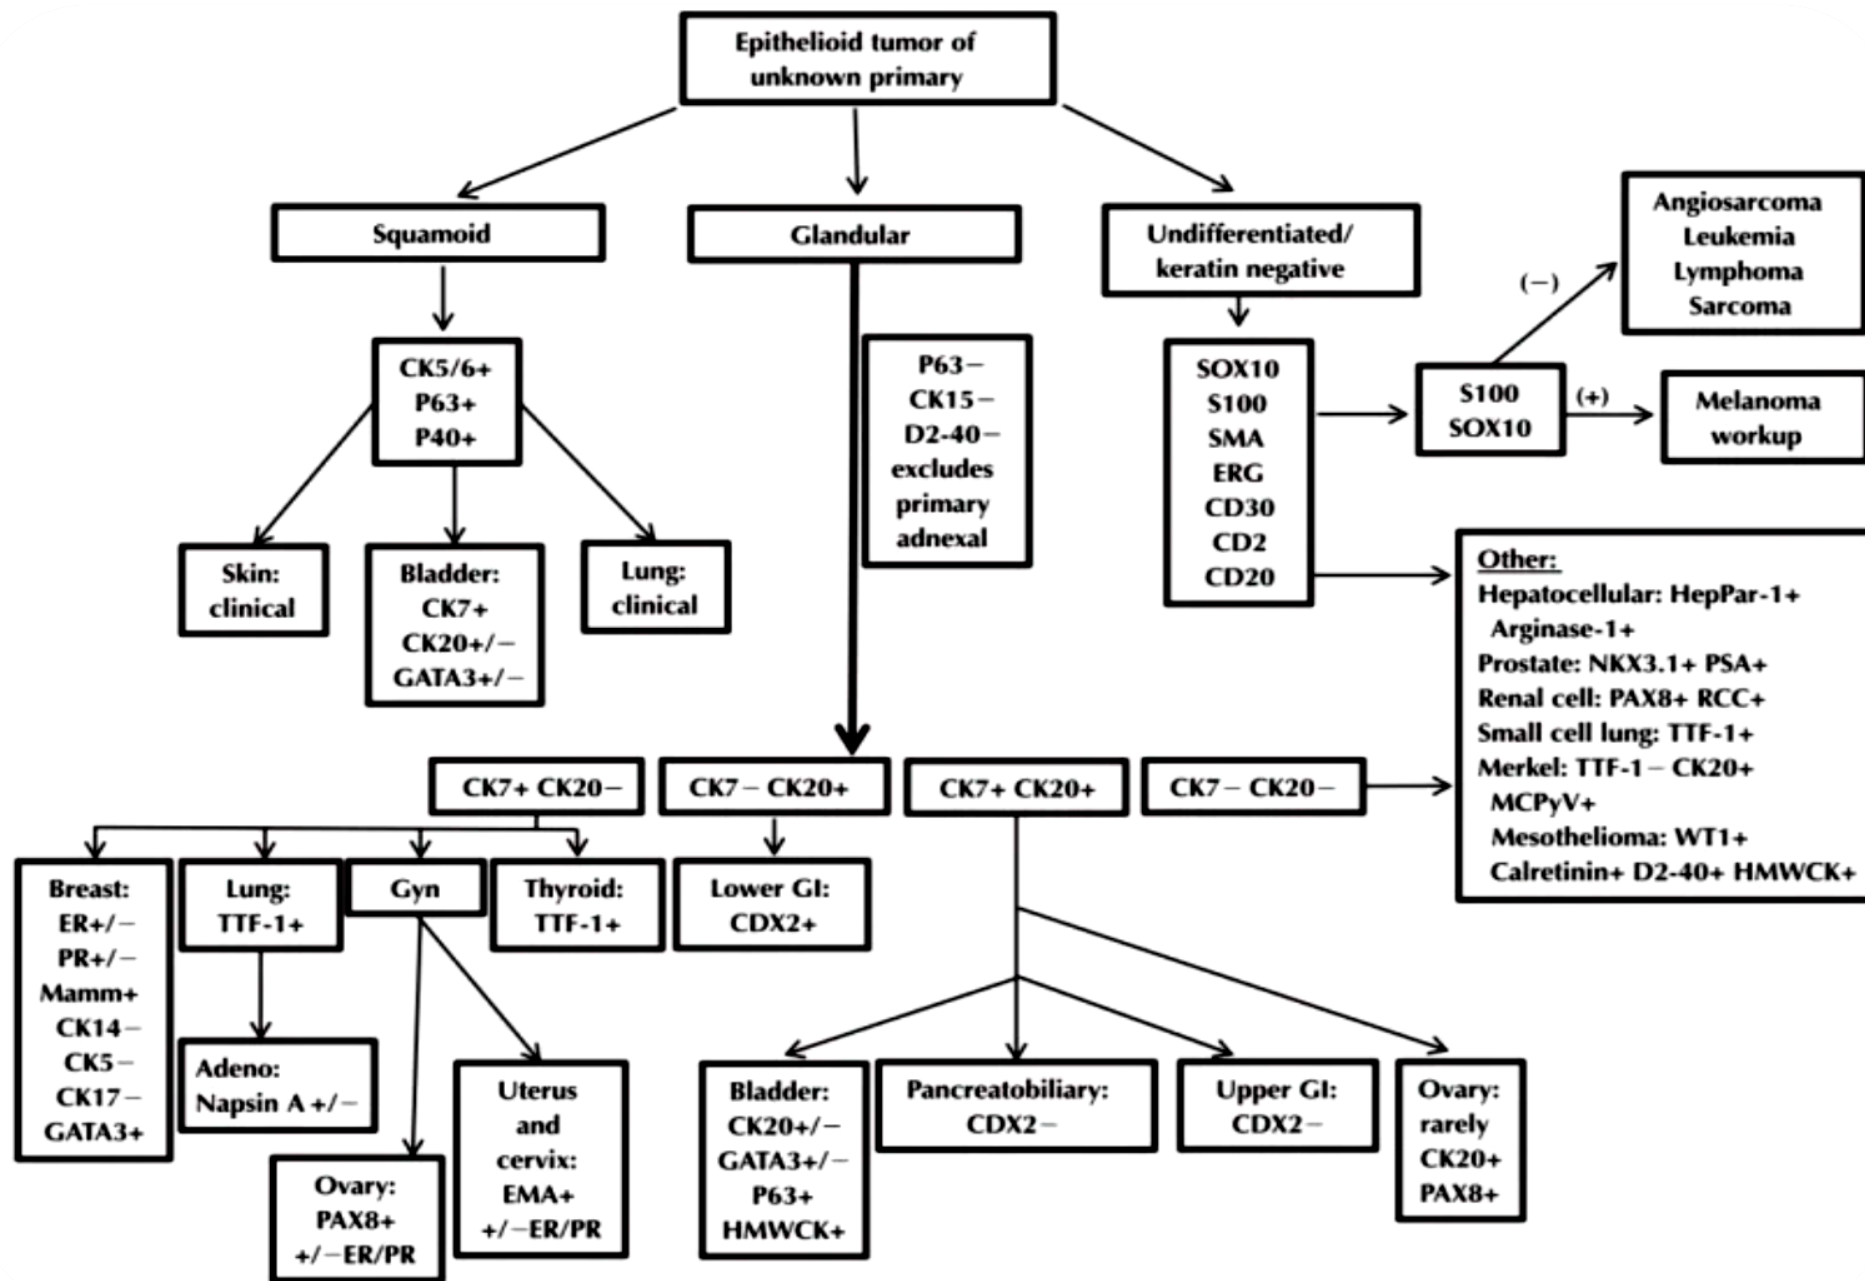 Epithelioid tumor of
unknown primary
Squamoid
Glandular
Undifferentiated/
keratin negative
CK5/6+
P63+
P40+
Skin:
clinical
Bladder:
CK7+
CK20+/−
GATA3+/−
Lung:
clinical
P63−
CK15−
D2-40−
excludes
primary
adnexal
SOX10
S100
SMA
ERG
CD30
CD2
CD20
S100
SOX10
(−)
(+)
Angiosarcoma
Leukemia
Lymphoma
Sarcoma
Melanoma
workup
Other:
Hepatocellular: HepPar-1+
Arginase-1+
Prostate: NKX3.1+ PSA+
Renal cell: PAX8+ RCC+
Small cell lung: TTF-1+
Merkel: TTF-1− CK20+
MCPyV+
Mesothelioma: WT1+
Calretinin+ D2-40+ HMWCK+
CK7+ CK20−
CK7− CK20+
CK7+ CK20+
CK7− CK20−
Breast:
ER+/−
PR+/−
Mamm+
CK14−
CK5−
CK17−
GATA3+
Lung:
TTF-1+
Gyn
Thyroid:
TTF-1+
Lower GI:
CDX2+
Adeno:
Napsin A +/−
Ovary:
PAX8+
+/−ER/PR
Uterus
and
cervix:
EMA+
+/−ER/PR
Bladder:
CK20+/−
GATA3+/−
P63+
HMWCK+
Pancreatobiliary:
CDX2−
Upper GI:
CDX2−
Ovary:
rarely
CK20+
PAX8+